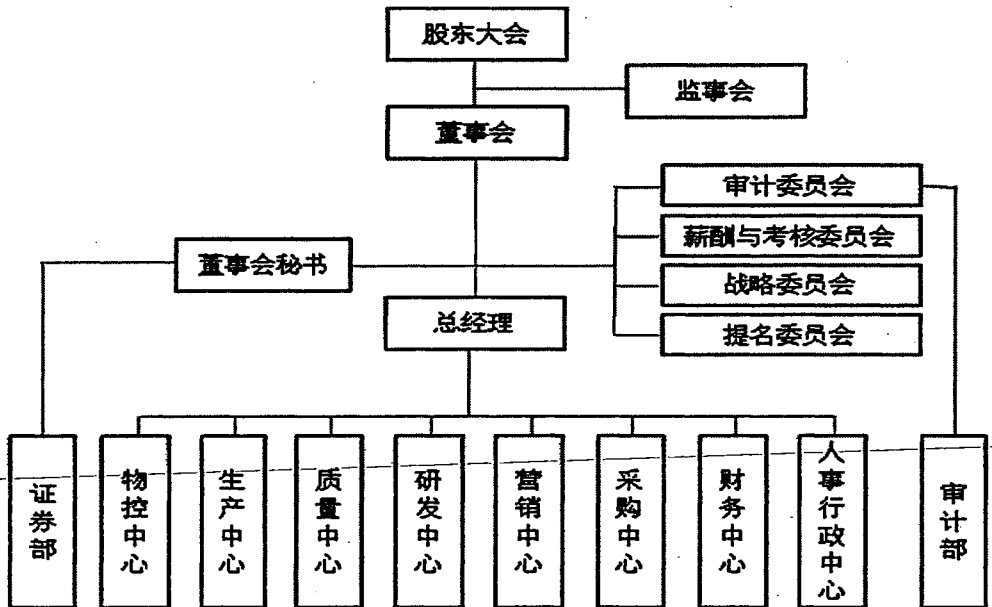 股东大会
监事会
董事会
审计委员会
薪酬与考核委员会
董事会秘书
战略委员会
总经理
提名委员会
证券部
物控中心
生产中心
质量中心
研发中心
营销中心
采购中心
财务中心
人事行政中心
审计部